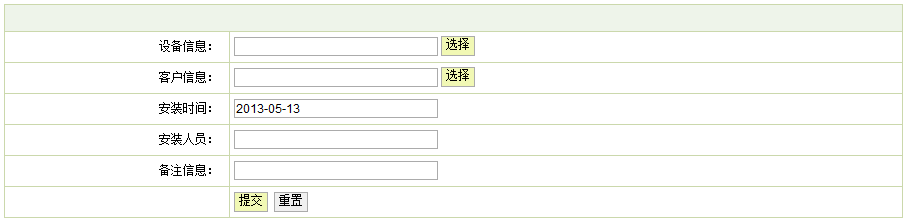 设备信息： 选择
客户信息： 选择
安装时间： 2013-05-13
安装人员：
备注信息：
提交 重置